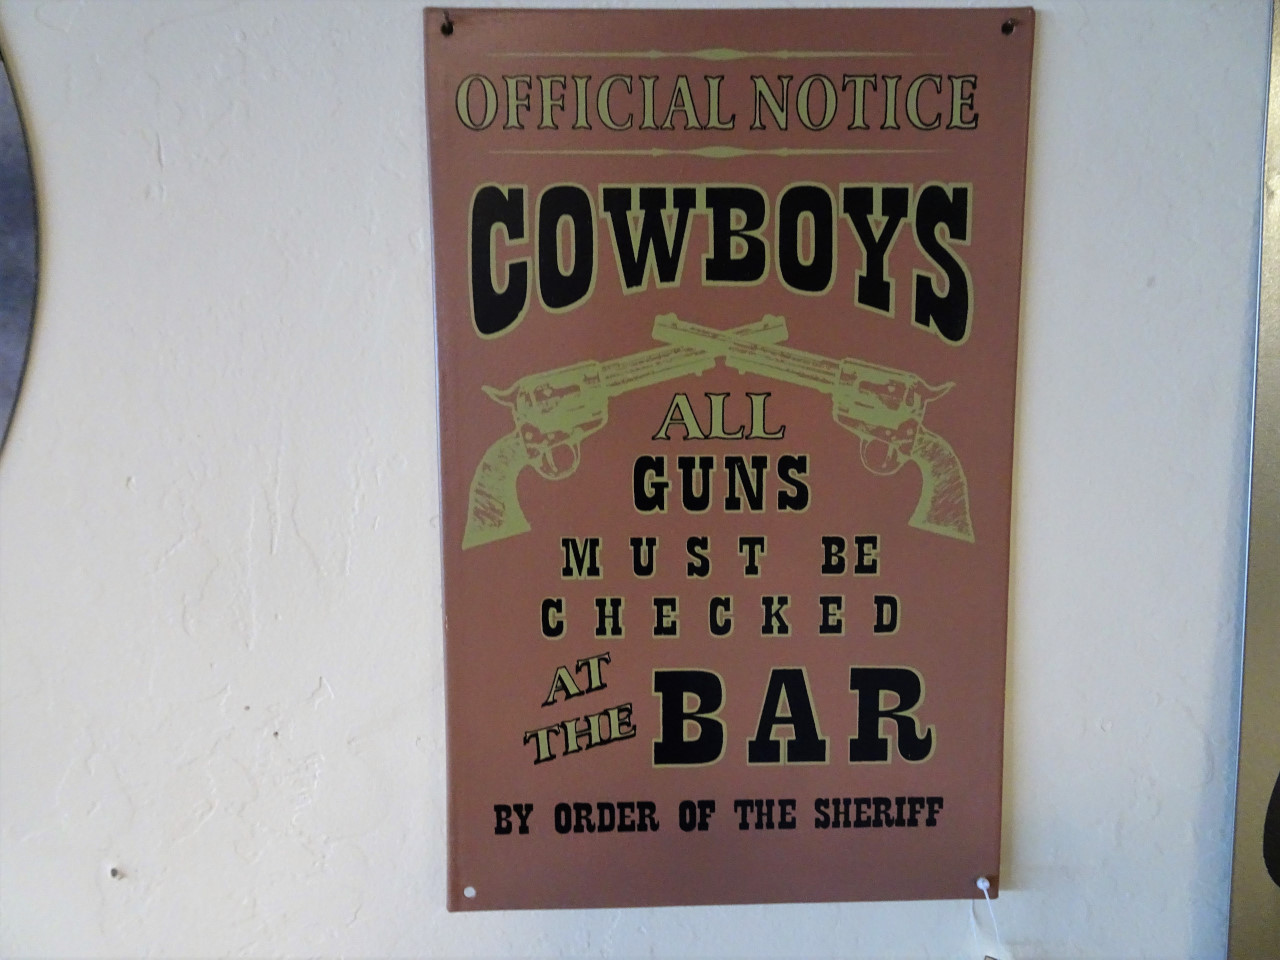 OFFICIAL NOTICE
COWBOYS
ALL
GUNS
MUST BE
CHECKED
AT THE BAR
BY ORDER OF THE SHERIFF